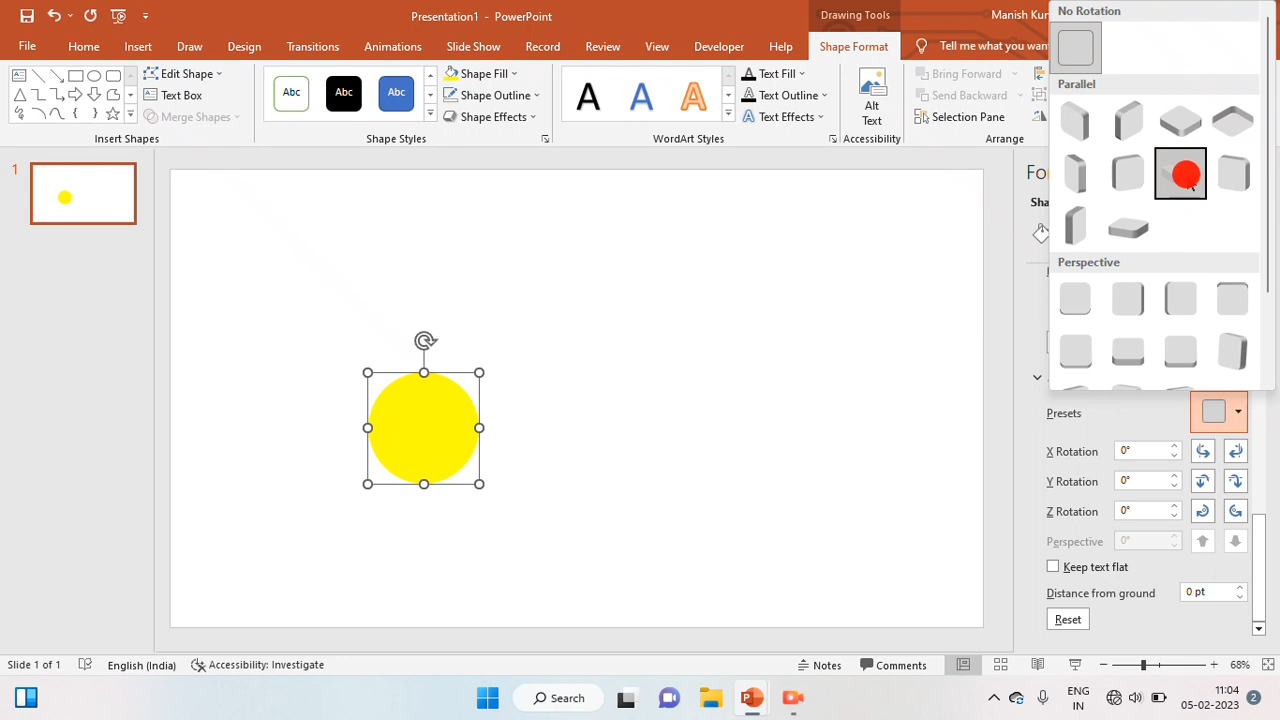 Presentation1 - PowerPoint
Drawing Tools
Manish Ku
File
Home
Insert
Draw
Design
Transitions
Animations
Slide Show
Record
Review
View
Developer
Help
Shape Format
Tell me what you want
Edit Shape
Text Box
Merge Shapes
Insert Shapes
Abc
Abc
Abc
Shape Fill
Shape Outline
Shape Effects
Shape Styles
A
A
A
Text Fill
Text Outline
Text Effects
WordArt Styles
Alt
Text
Accessibility
Bring Forward
Send Backward
Selection Pane
Arrange
No Rotation
Parallel
Perspective
1
Presets
X Rotation 0°
Y Rotation 0°
Z Rotation 0°
Perspective 0°
Keep text flat
Distance from ground 0 pt
Reset
Slide 1 of 1
English (India)
Accessibility: Investigate
Notes
Comments
68%
Search
ENG
IN
11:04
05-02-2023
2